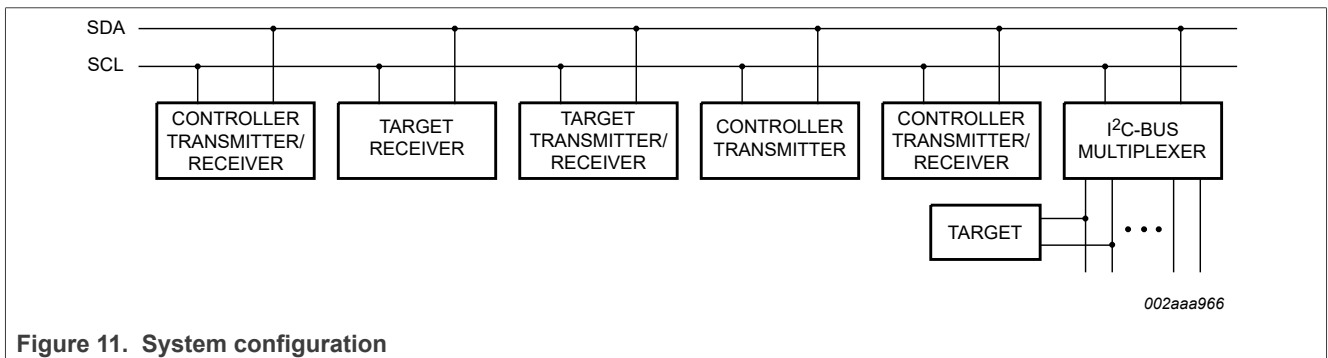 SDA
SCL
CONTROLLER
TRANSMITTER/
RECEIVER
TARGET
RECEIVER
TARGET
TRANSMITTER/
RECEIVER
CONTROLLER
TRANSMITTER
CONTROLLER
TRANSMITTER/
RECEIVER
I²C-BUS
MULTIPLEXER
TARGET
002aaa966
Figure 11. System configuration